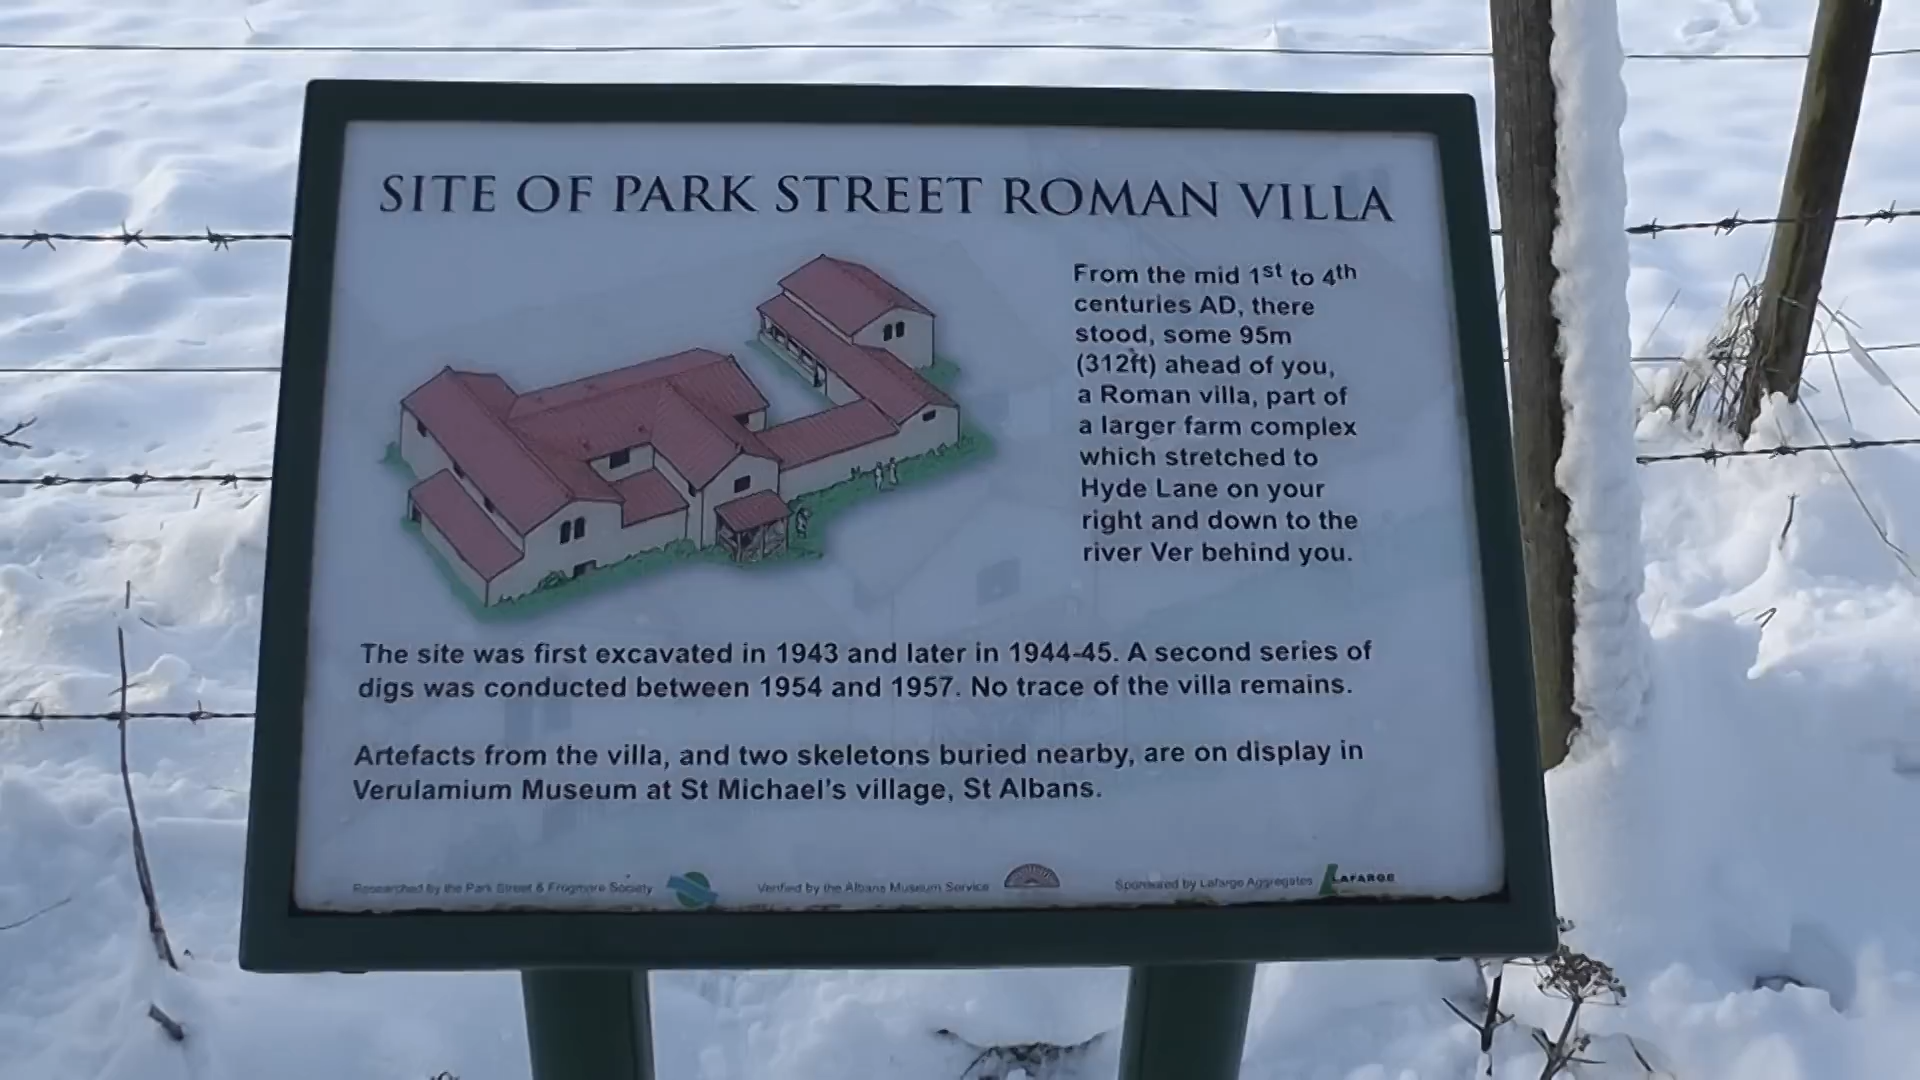 SITE OF PARK STREET ROMAN VILLA
From the mid 1st to 4th
centuries AD, there
stood, some 95m
(312ft) ahead of you,
a Roman villa, part of
a larger farm complex
which stretched to
Hyde Lane on your
right and down to the
river Ver behind you.
The site was first excavated in 1943 and later in 1944-45. A second series of
digs was conducted between 1954 and 1957. No trace of the villa remains.
Artefacts from the villa, and two skeletons buried nearby, are on display in
Verulamium Museum at St Michael's village, St Albans.
Researched by the Park Street & Frogmore Society
Verified by the Albans Museum Service
Sponsored by Lafarge Aggregates
LAFARGE